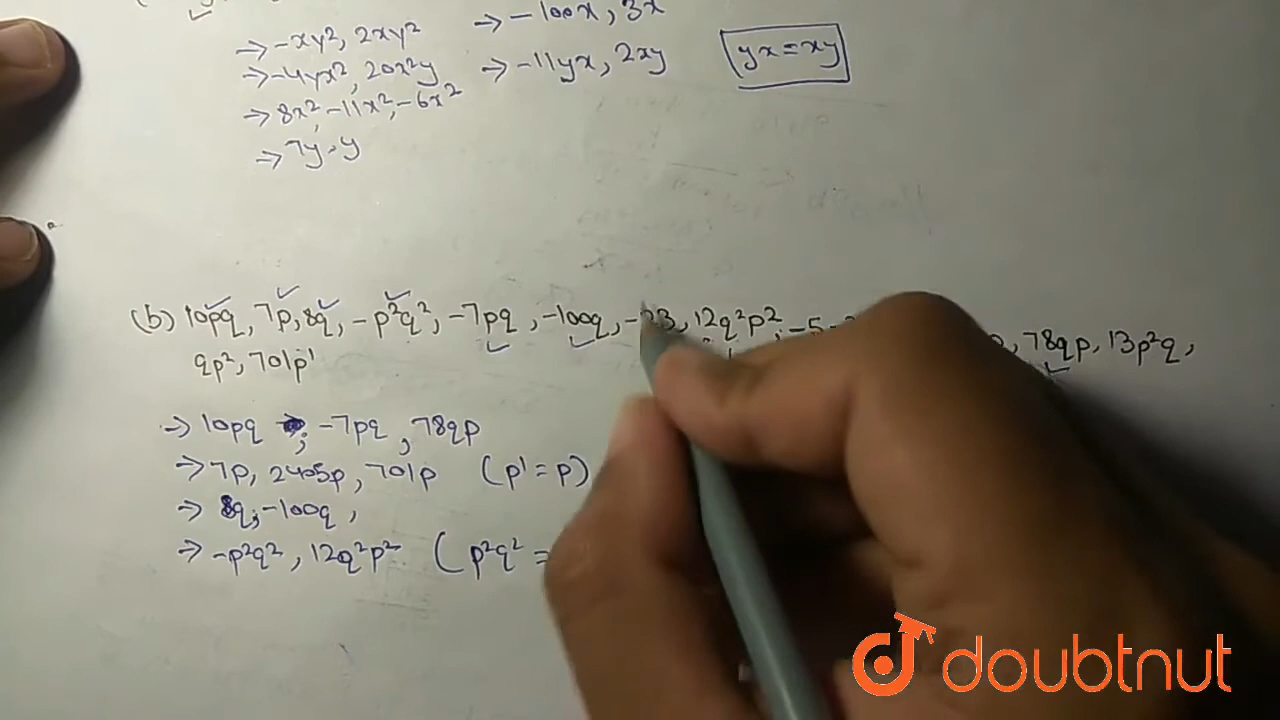 → -xy², 2xy² → -100x, 3x
→ -4yx², 20x²y → -11yx, 2xy yx = xy
→ 8x², -11x², -6x²
→ 7y, y
(b) 10pq, 7p, 8q, -p²q², -7pq, -100q, -23, 12q²p², -5 , 78qp, 13p²q,
qp², 701p¹
→ 10pq , -7pq, 78qp
→ 7p, 2405p, 701p (p¹ = p)
→ 8q, -100q,
→ -p²q², 12q²p² (p²q² =
doubtnut